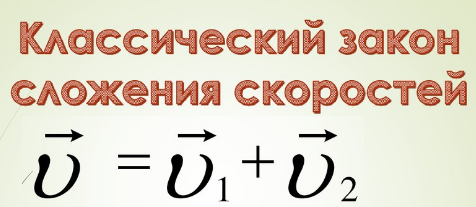 Классический закон
сложения скоростей
υ⃗ = υ⃗₁ + υ⃗₂